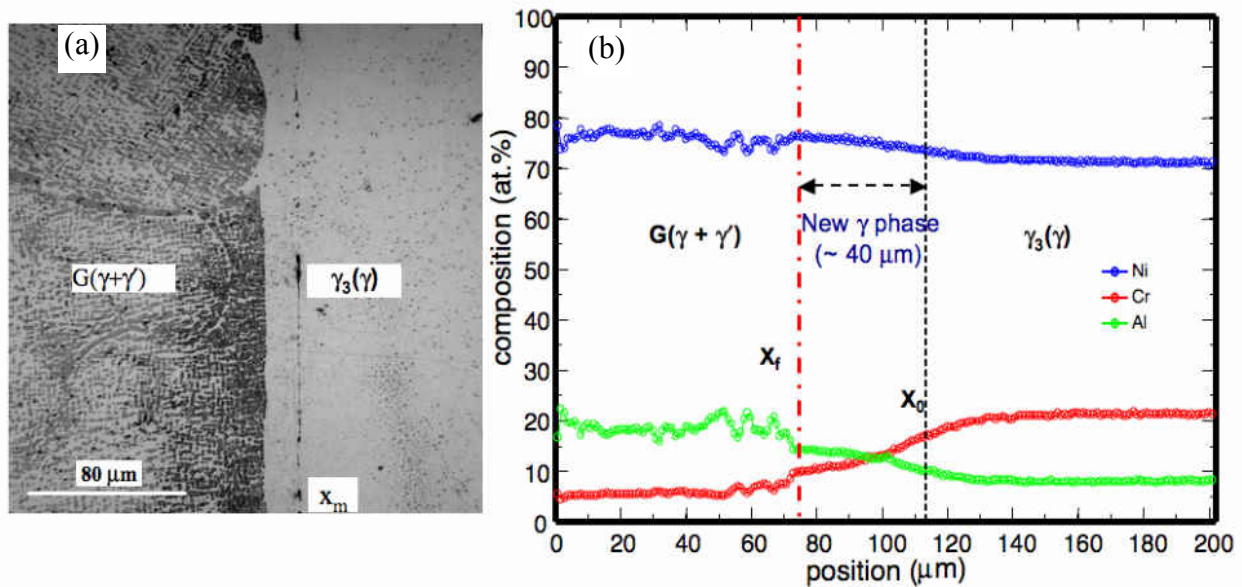 (a)
G(γ+γ′)
γ₃(γ)
80 μm
xₘ
(b)
composition (at.%)
100
90
80
70
60
50
40
30
20
10
0
G(γ + γ′)
New γ phase
(~ 40 μm)
γ₃(γ)
Ni
Cr
Al
X_f
X₀
0 20 40 60 80 100 120 140 160 180 200
position (μm)